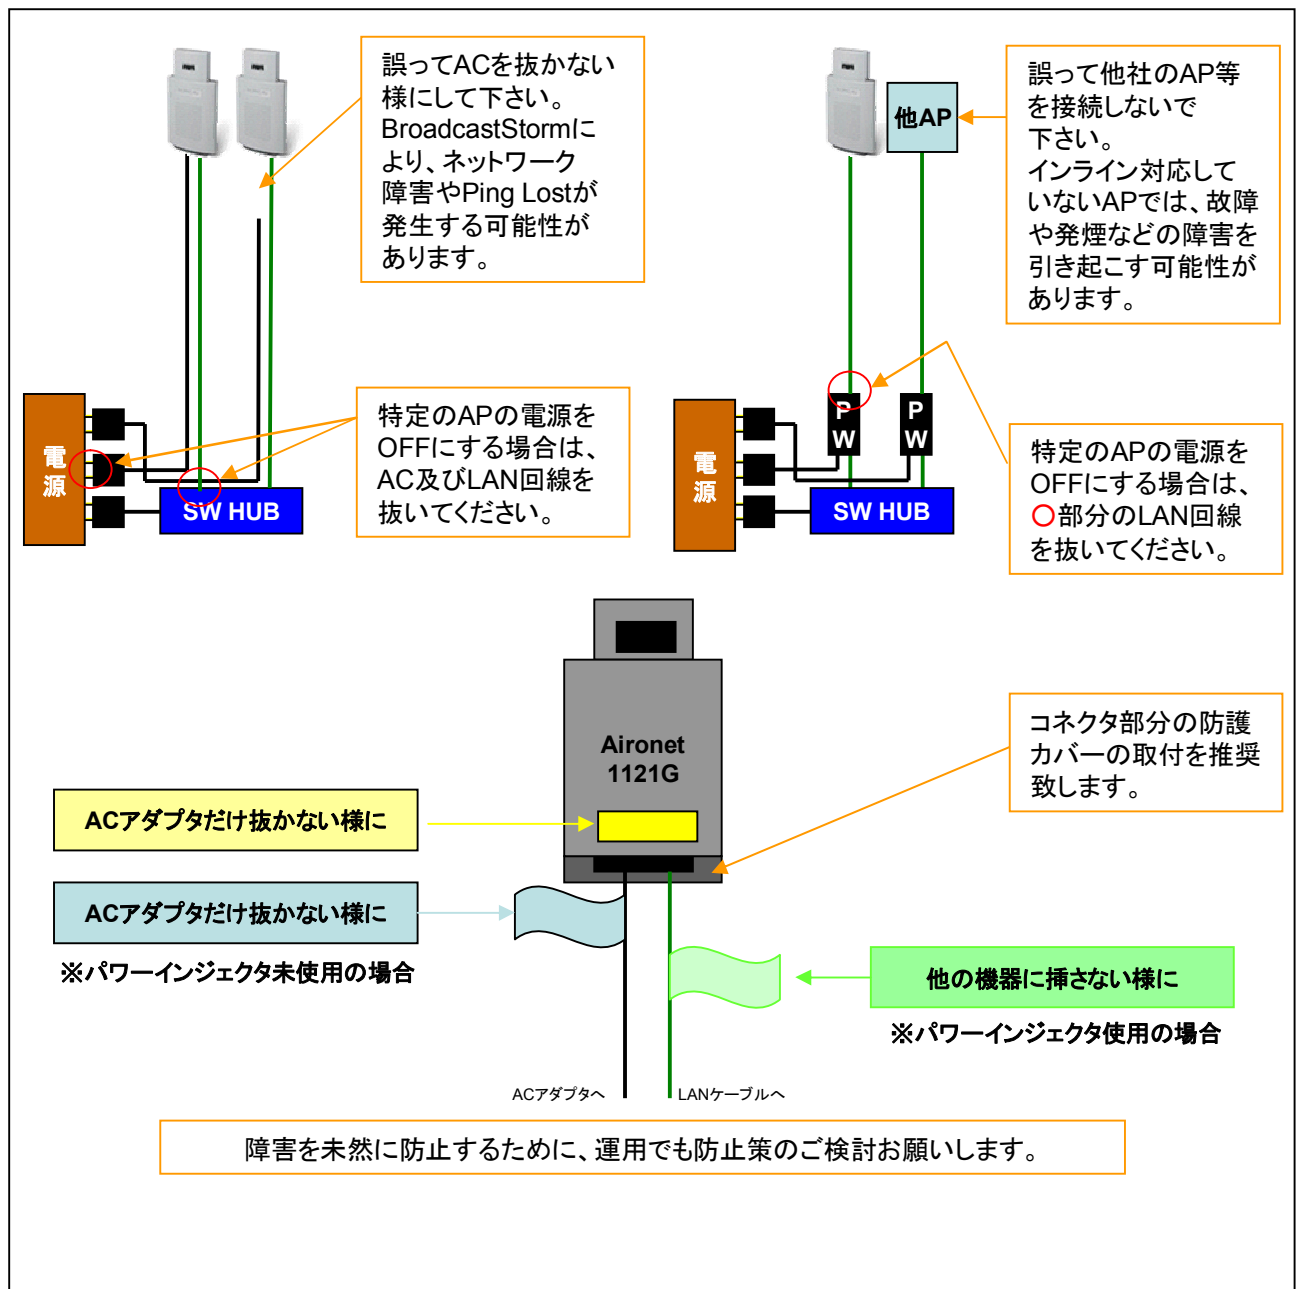 誤ってACを抜かない
様にして下さい。
BroadcastStormに
より、ネットワーク
障害やPing Lostが
発生する可能性が
あります。
他AP
誤って他社のAP等
を接続しないで
下さい。
インライン対応して
いないAPでは、故障
や発煙などの障害を
引き起こす可能性が
あります。
電源
SW HUB
特定のAPの電源を
OFFにする場合は、
AC及びLAN回線を
抜いてください。
電源
PW
PW
SW HUB
特定のAPの電源を
OFFにする場合は、
○部分のLAN回線
を抜いてください。
Aironet
1121G
コネクタ部分の防護
カバーの取付を推奨
致します。
ACアダプタだけ抜かない様に
ACアダプタだけ抜かない様に
※パワーインジェクタ未使用の場合
他の機器に挿さない様に
※パワーインジェクタ使用の場合
ACアダプタへ
LANケーブルへ
障害を未然に防止するために、運用でも防止策のご検討お願いします。